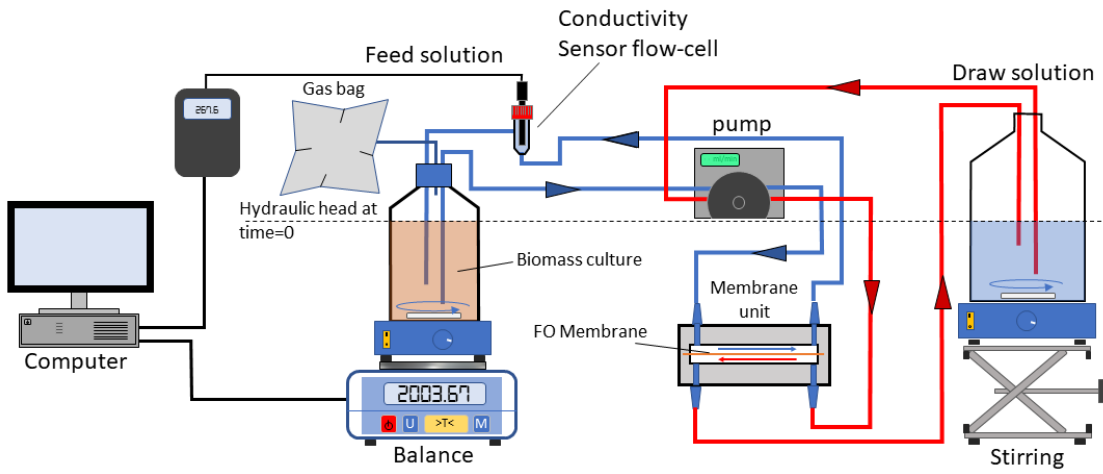 Conductivity
Sensor flow-cell
Feed solution
Draw solution
Gas bag
267.6
pump
ml/min
Hydraulic head at
time=0
Biomass culture
Membrane
unit
FO Membrane
Computer
2003.67
U
>T<
M
Balance
Stirring